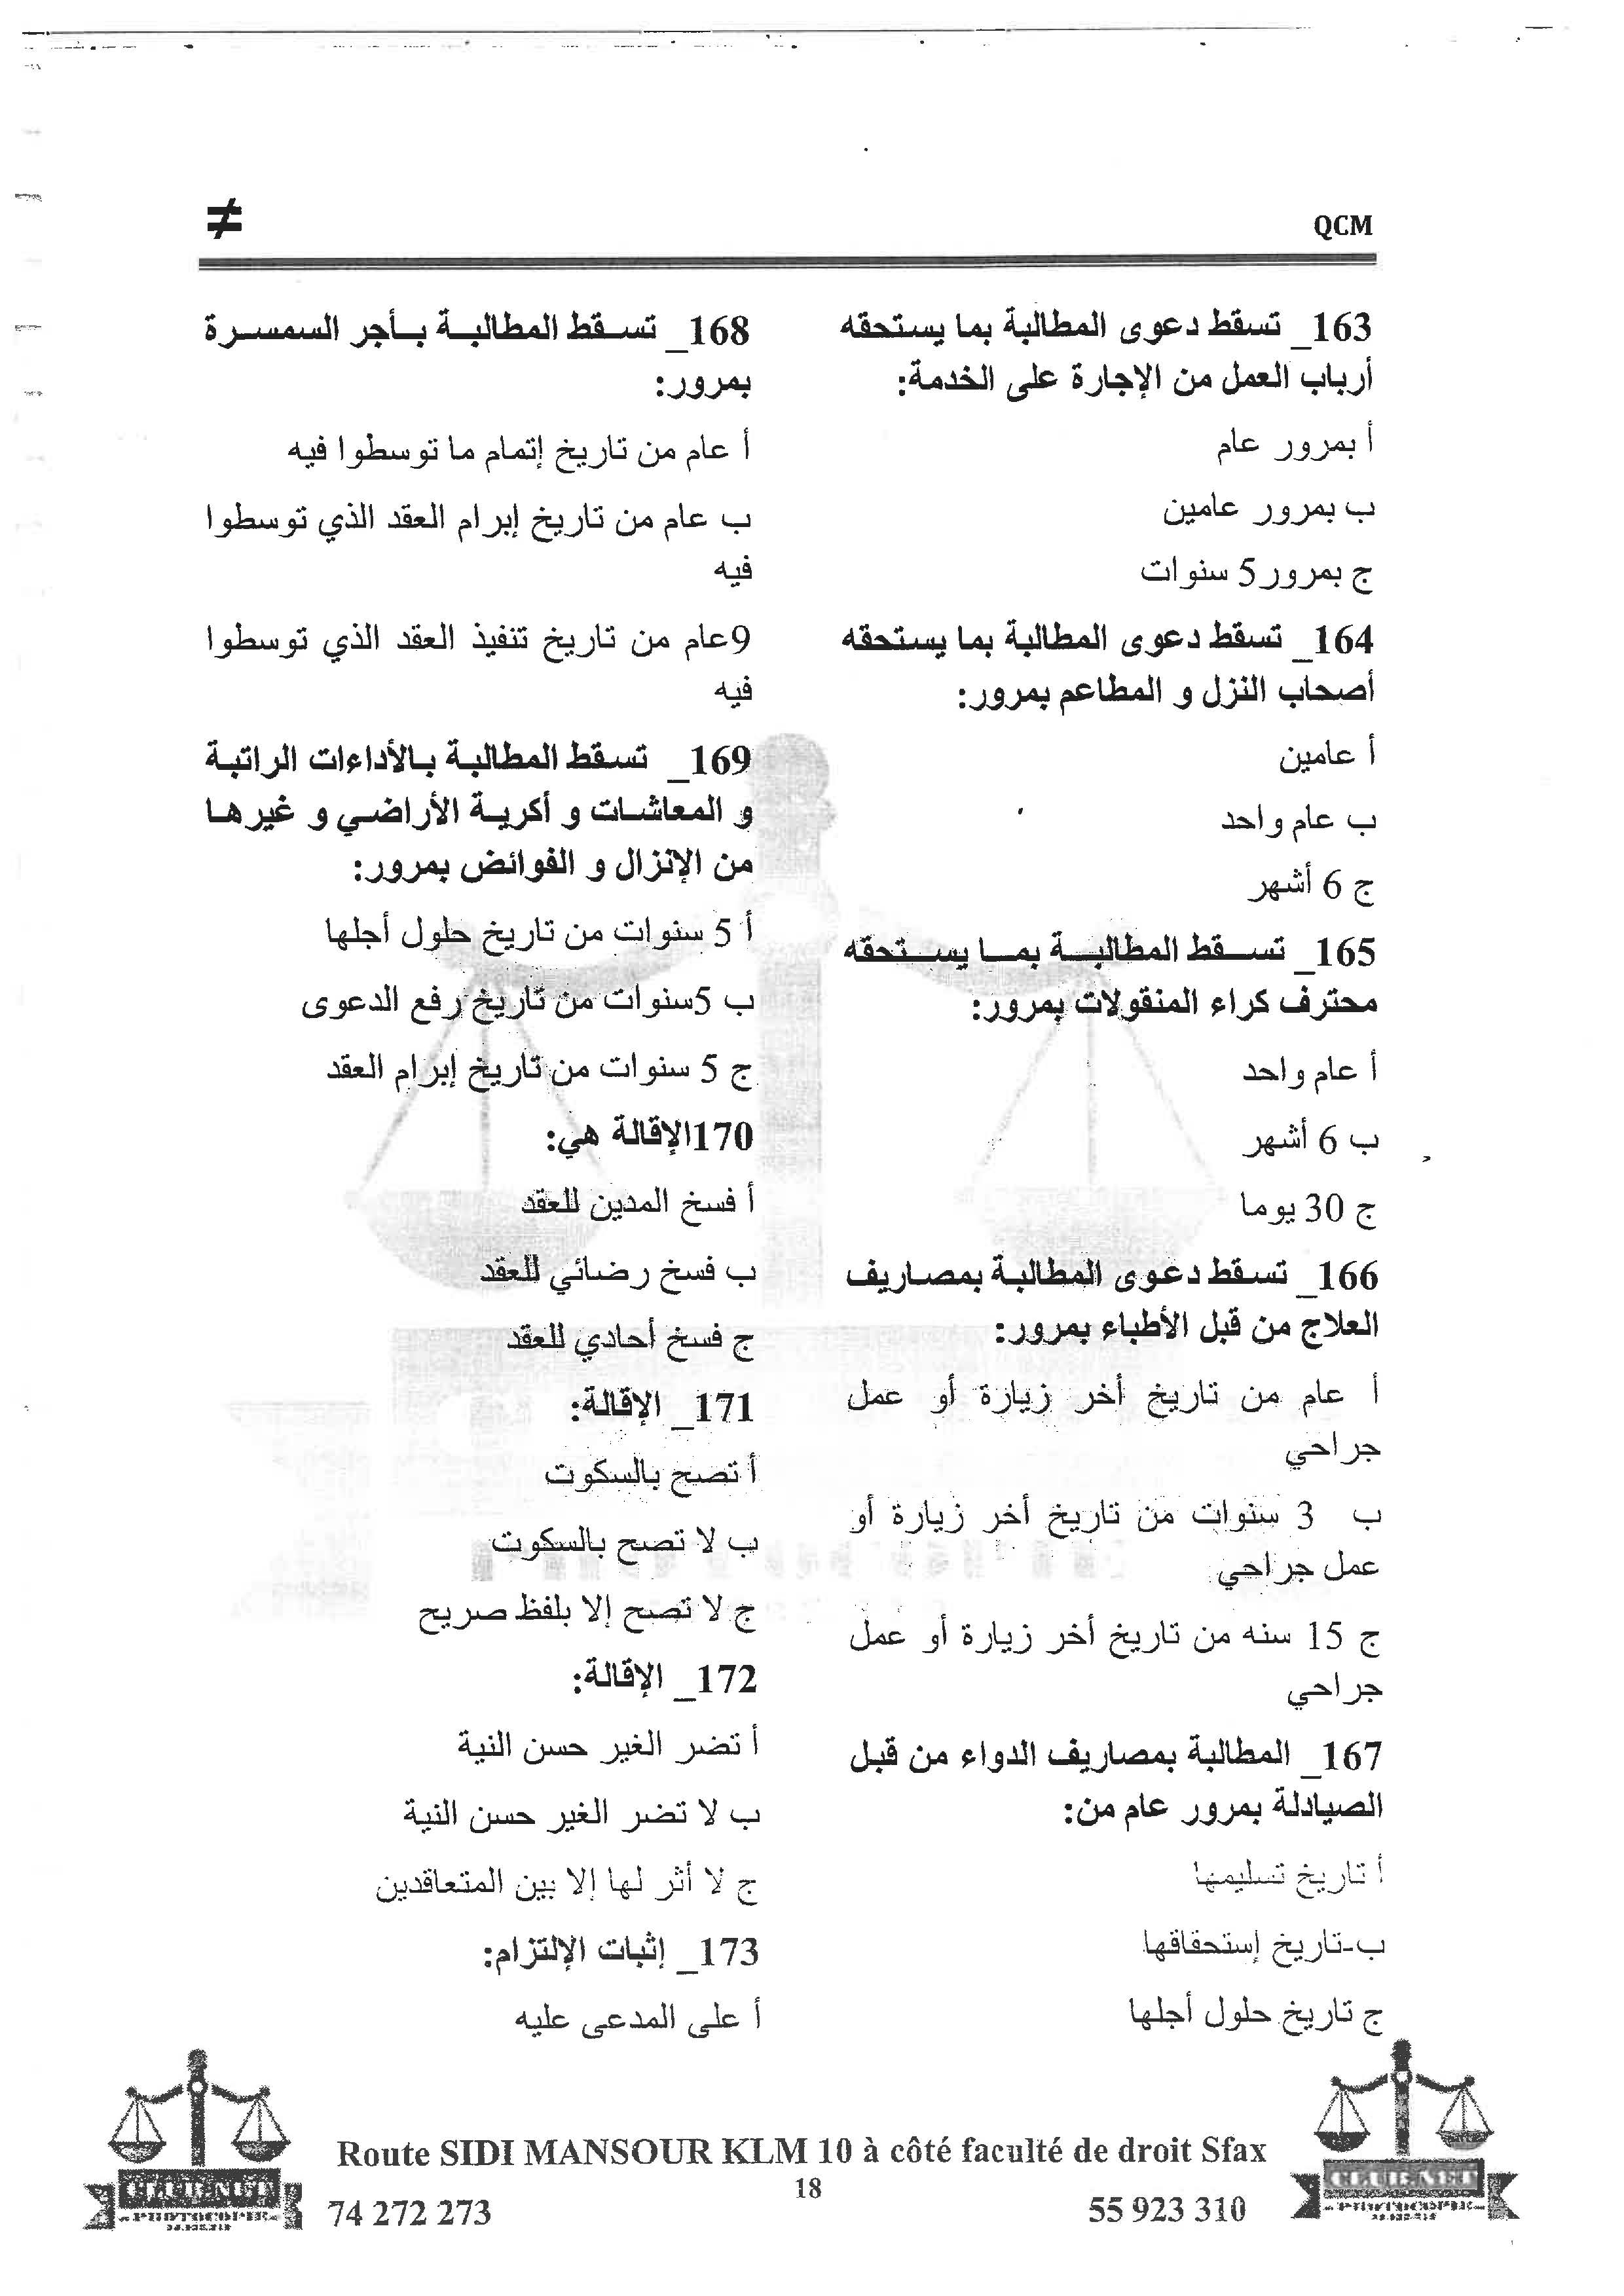 QCM
≠
163_ تسقط دعوى المطالبة بما يستحقه
أرباب العمل من الإجارة على الخدمة:
أ بمرور عام
ب بمرور عامين
ج بمرور5 سنوات
164_ تسقط دعوى المطالبة بما يستحقه
أصحاب النزل و المطاعم بمرور:
أ عامين
ب عام واحد
ج 6 أشهر
165_ تسقط المطالبة بما يستحقه
محترف كراء المنقولات بمرور:
أ عام واحد
ب 6 أشهر
ج 30 يوما
166_ تسقط دعوى المطالبة بمصاريف
العلاج من قبل الأطباء بمرور:
أ عام من تاريخ أخر زيارة أو عمل
جراحي
ب 3 سنوات من تاريخ أخر زيارة أو
عمل جراحي
ج 15 سنه من تاريخ أخر زيارة أو عمل
جراحي
167_ المطالبة بمصاريف الدواء من قبل
الصيادلة بمرور عام من:
أ تاريخ تسليمها
ب-تاريخ إستحقاقها
ج تاريخ حلول أجلها
168_ تسقط المطالبة بأجر السمسرة
بمرور:
أ عام من تاريخ إتمام ما توسطوا فيه
ب عام من تاريخ إبرام العقد الذي توسطوا
فيه
9عام من تاريخ تنفيذ العقد الذي توسطوا
فيه
169_ تسقط المطالبة بالأداءات الراتبة
و المعاشات و أكرية الأراضي و غيرها
من الإنزال و الفوائض بمرور:
أ 5 سنوات من تاريخ حلول أجلها
ب 5سنوات من تاريخ رفع الدعوى
ج 5 سنوات من تاريخ إبرام العقد
170الإقالة هي:
أ فسخ المدين للعقد
ب فسخ رضائي للعقد
ج فسخ أحادي للعقد
171_ الإقالة:
أ تصح بالسكوت
ب لا تصح بالسكوت
ج لا تصح إلا بلفظ صريح
172_ الإقالة:
أ تضر الغير حسن النية
ب لا تضر الغير حسن النية
ج لا أثر لها إلا بين المتعاقدين
173_ إثبات الإلتزام:
أ على المدعى عليه
Route SIDI MANSOUR KLM 10 à côté faculté de droit Sfax
18
74 272 273
55 923 310
CLUB NET
PHOTOCOPIE
CLUB NET
PHOTOCOPIE